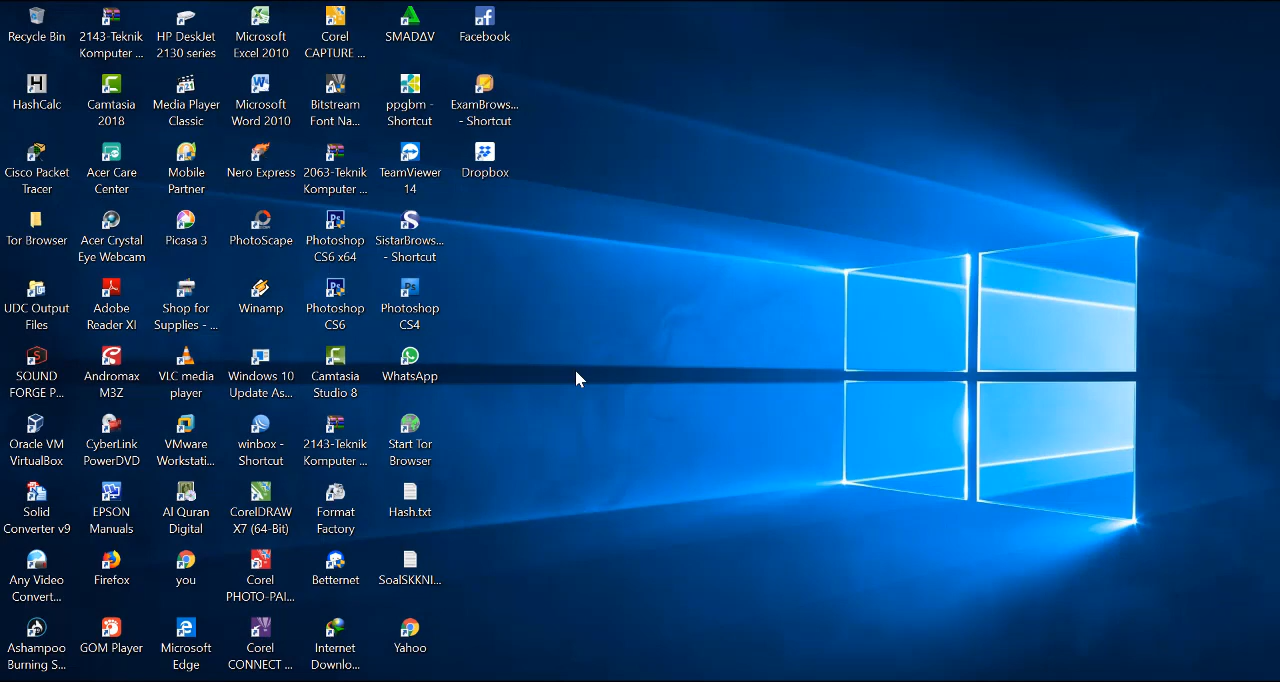 Recycle Bin
2143-Teknik
Komputer ...
HP DeskJet
2130 series
Microsoft
Excel 2010
Corel
CAPTURE ...
SMADΔV
Facebook
HashCalc
Camtasia
2018
Media Player
Classic
Microsoft
Word 2010
Bitstream
Font Na...
ppgbm -
Shortcut
ExamBrows...
- Shortcut
Cisco Packet
Tracer
Acer Care
Center
Mobile
Partner
Nero Express
2063-Teknik
Komputer ...
TeamViewer
14
Dropbox
Tor Browser
Acer Crystal
Eye Webcam
Picasa 3
PhotoScape
Photoshop
CS6 x64
SistarBrows...
- Shortcut
UDC Output
Files
Adobe
Reader XI
Shop for
Supplies - ...
Winamp
Photoshop
CS6
Photoshop
CS4
SOUND
FORGE P...
Andromax
M3Z
VLC media
player
Windows 10
Update As...
Camtasia
Studio 8
WhatsApp
Oracle VM
VirtualBox
CyberLink
PowerDVD
VMware
Workstati...
winbox -
Shortcut
2143-Teknik
Komputer ...
Start Tor
Browser
Solid
Converter v9
EPSON
Manuals
Al Quran
Digital
CorelDRAW
X7 (64-Bit)
Format
Factory
Hash.txt
Any Video
Convert...
Firefox
you
Corel
PHOTO-PAI...
Betternet
SoalSKKNI...
Ashampoo
Burning S...
GOM Player
Microsoft
Edge
Corel
CONNECT ...
Internet
Downlo...
Yahoo